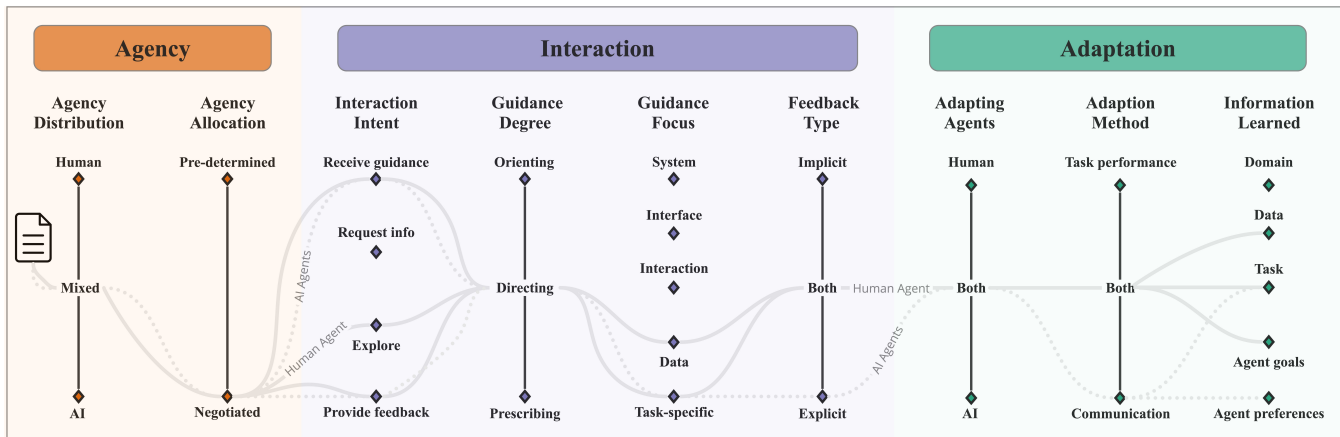 Agency
Interaction
Adaptation
Agency
Distribution
Agency
Allocation
Interaction
Intent
Guidance
Degree
Guidance
Focus
Feedback
Type
Adapting
Agents
Adaption
Method
Information
Learned
Human
Mixed
AI
Pre-determined
Negotiated
AI Agents
Human Agent
Receive guidance
Request info
Explore
Provide feedback
Orienting
Directing
Prescribing
System
Interface
Interaction
Data
Task-specific
Implicit
Both
Explicit
Human Agent
AI Agents
Human
Both
AI
Task performance
Both
Communication
Domain
Data
Task
Agent goals
Agent preferences